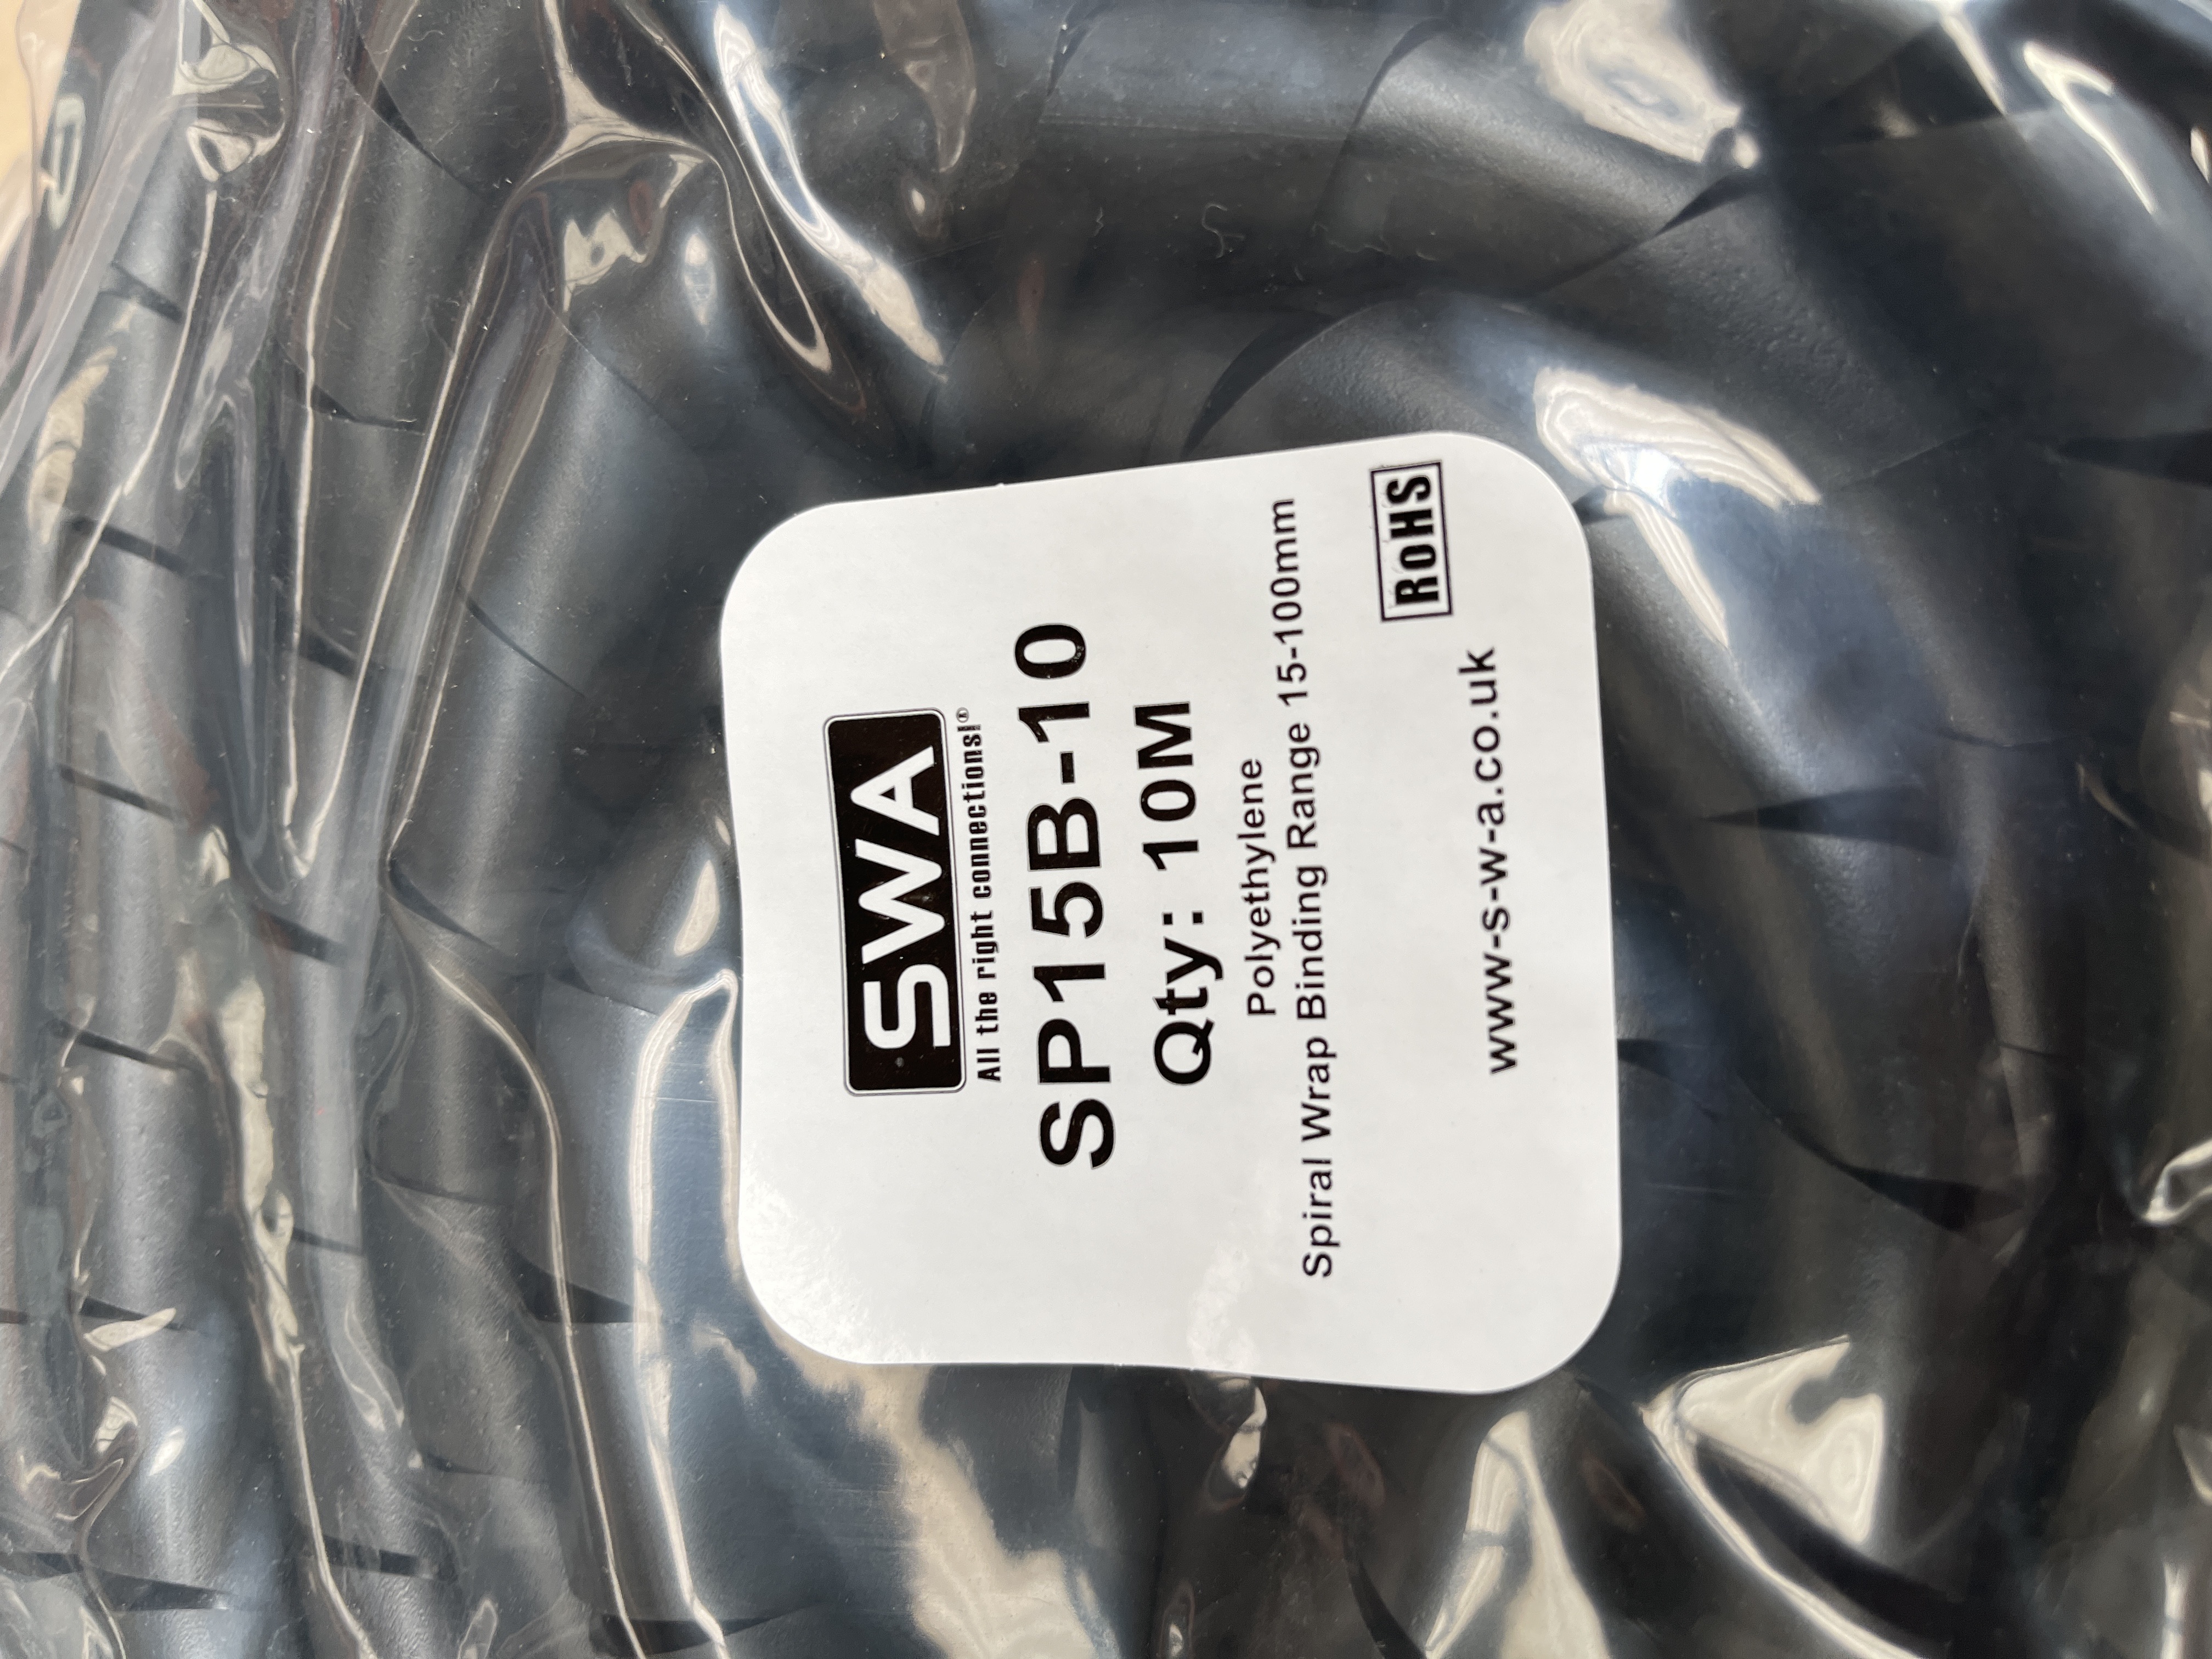 SWA
All the right connections!®
SP15B-10
Qty: 10M
Polyethylene
Spiral Wrap Binding Range 15-100mm
RoHS
www-s-w-a.co.uk